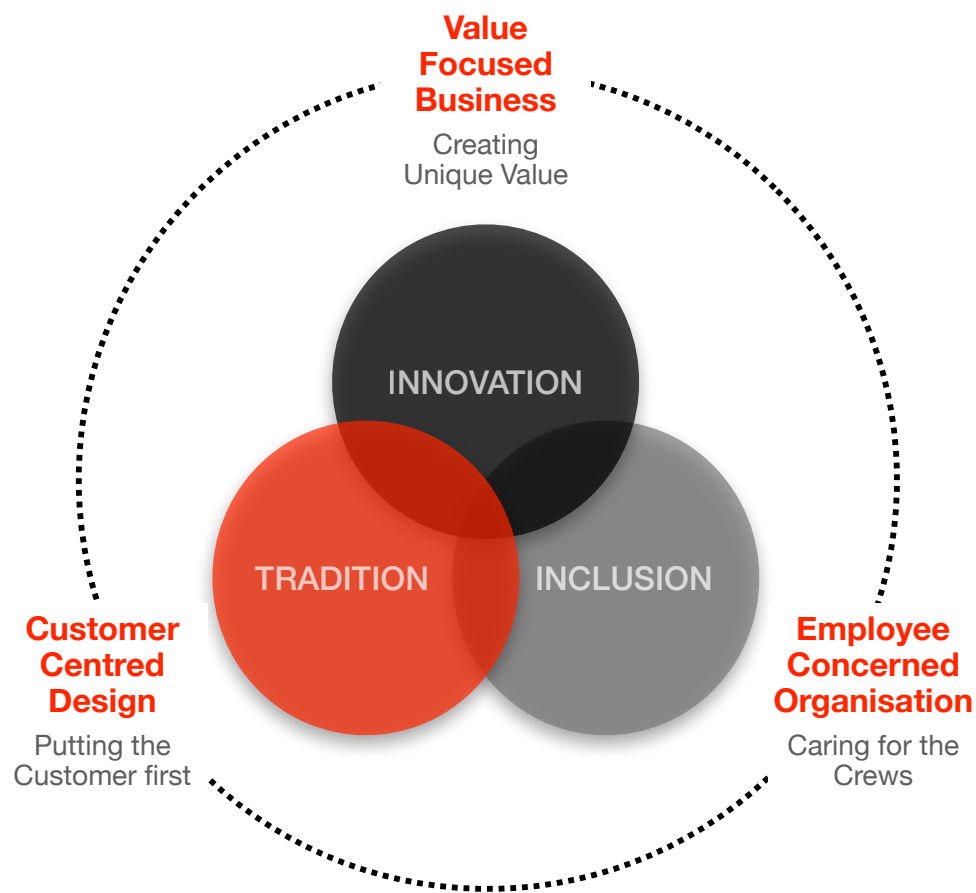 Value
Focused
Business
Creating
Unique Value
INNOVATION
TRADITION
INCLUSION
Customer
Centred
Design
Putting the
Customer first
Employee
Concerned
Organisation
Caring for the
Crews